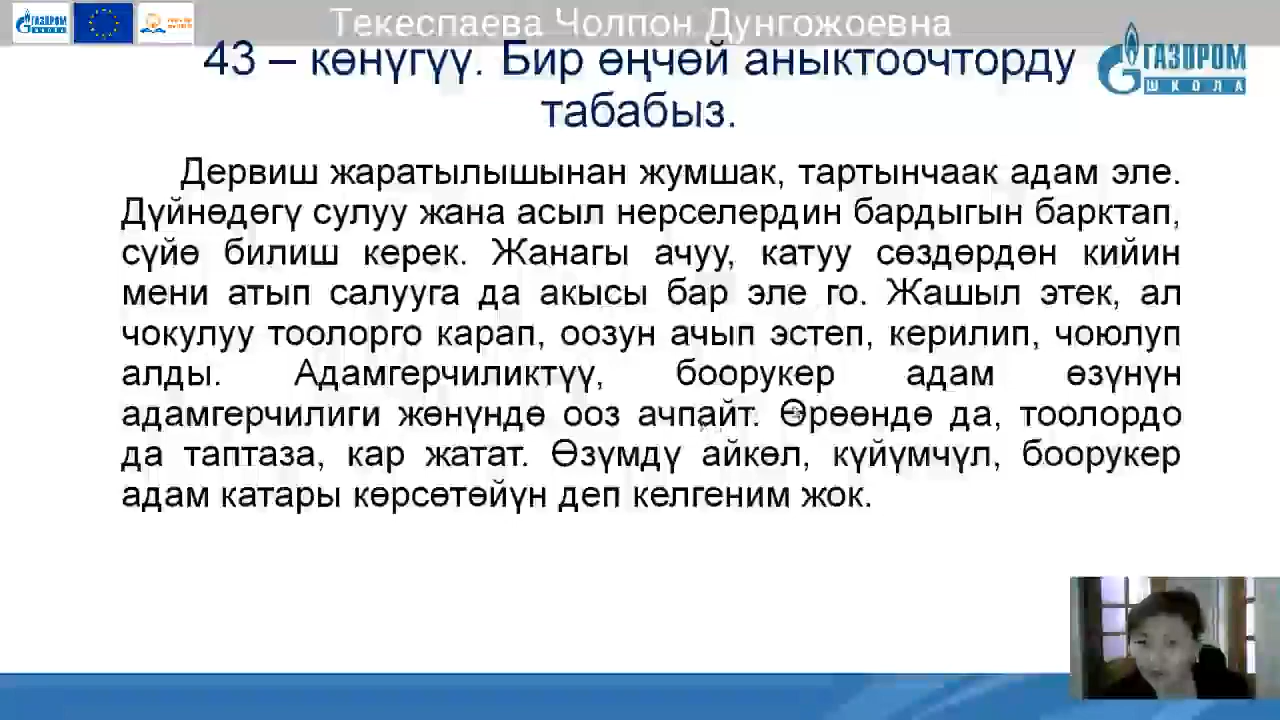 Текеспаева Чолпон Дунгожоевна
ГАЗПРОМ
ШКОЛА
43 – көнүгүү. Бир өңчөй аныктоочторду
табабыз.
ГАЗПРОМ
ШКОЛА
Дервиш жаратылышынан жумшак, тартынчаак адам эле.
Дүйнөдөгү сулуу жана асыл нерселердин бардыгын барктап,
сүйө билиш керек. Жанагы ачуу, катуу сөздөрдөн кийин
мени атып салууга да акысы бар эле го. Жашыл этек, ал
чокулуу тоолорго карап, оозун ачып эстеп, керилип, чоюлуп
алды. Адамгерчиликтүү, боорукер адам өзүнүн
адамгерчилиги жөнүндө ооз ачпайт. Өрөөндө да, тоолордо
да таптаза, кар жатат. Өзүмдү айкөл, күйүмчүл, боорукер
адам катары көрсөтөйүн деп келгеним жок.